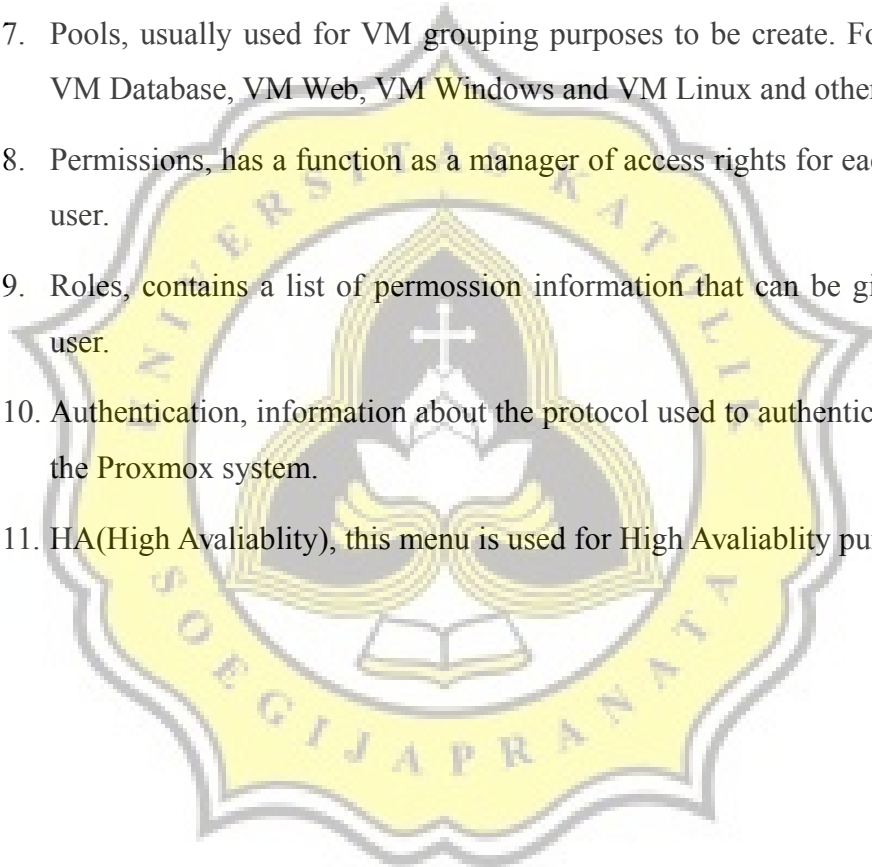 7. Pools, usually used for VM grouping purposes to be create. Fo
VM Database, VM Web, VM Windows and VM Linux and other
8. Permissions, has a function as a manager of access rights for ea
user.
9. Roles, contains a list of permossion information that can be gi
user.
10. Authentication, information about the protocol used to authentic
the Proxmox system.
11. HA(High Avaliablity), this menu is used for High Avaliablity pu
UNIVERSITAS KATOLIK
SOEGIJAPRANATA